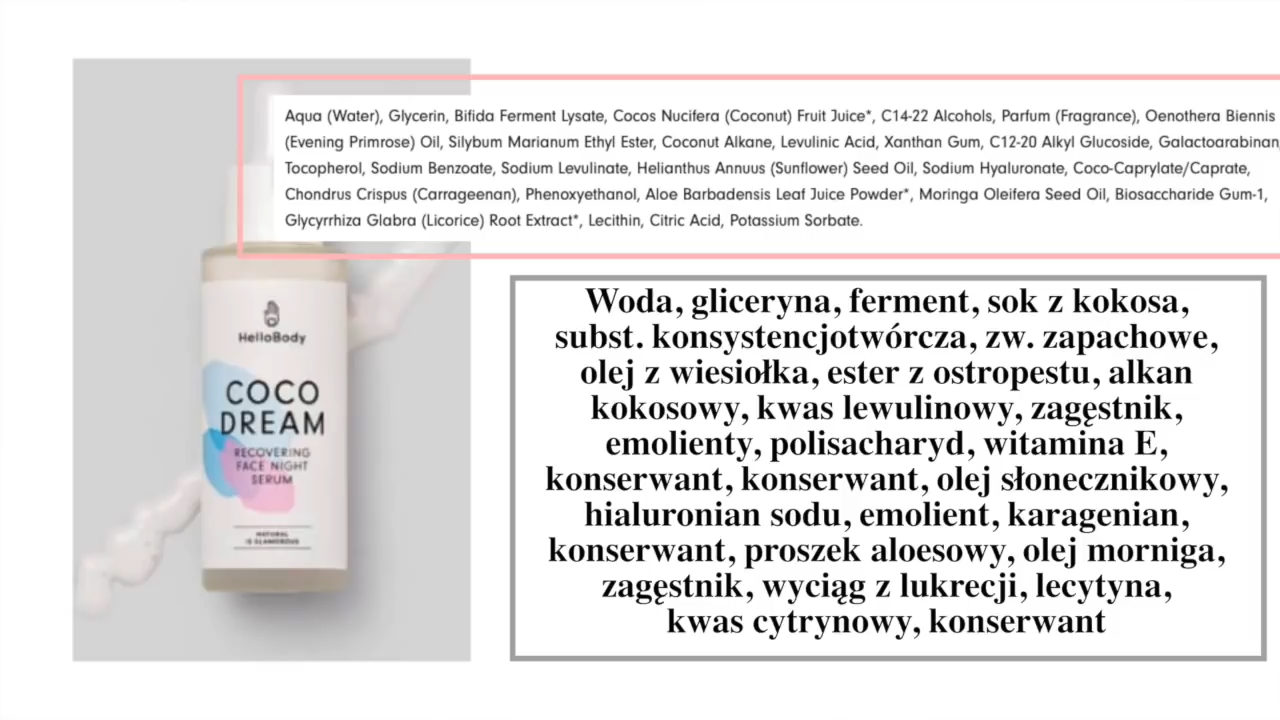 Aqua (Water), Glycerin, Bifida Ferment Lysate, Cocos Nucifera (Coconut) Fruit Juice*, C14-22 Alcohols, Parfum (Fragrance), Oenothera Biennis
(Evening Primrose) Oil, Silybum Marianum Ethyl Ester, Coconut Alkane, Levulinic Acid, Xanthan Gum, C12-20 Alkyl Glucoside, Galactoarabinan,
Tocopherol, Sodium Benzoate, Sodium Levulinate, Helianthus Annuus (Sunflower) Seed Oil, Sodium Hyaluronate, Coco-Caprylate/Caprate,
Chondrus Crispus (Carrageenan), Phenoxyethanol, Aloe Barbadensis Leaf Juice Powder*, Moringa Oleifera Seed Oil, Biosaccharide Gum-1,
Glycyrrhiza Glabra (Licorice) Root Extract*, Lecithin, Citric Acid, Potassium Sorbate.
HelloBody
COCO
DREAM
RECOVERING
FACE NIGHT
SERUM
NATURAL
IS GLAMOROUS
Woda, gliceryna, ferment, sok z kokosa,
subst. konsystencjotwórcza, zw. zapachowe,
olej z wiesiołka, ester z ostropestu, alkan
kokosowy, kwas lewulinowy, zagęstnik,
emolienty, polisacharyd, witamina E,
konserwant, konserwant, olej słonecznikowy,
hialuronian sodu, emolient, karagenian,
konserwant, proszek aloesowy, olej morniga,
zagęstnik, wyciąg z lukrecji, lecytyna,
kwas cytrynowy, konserwant